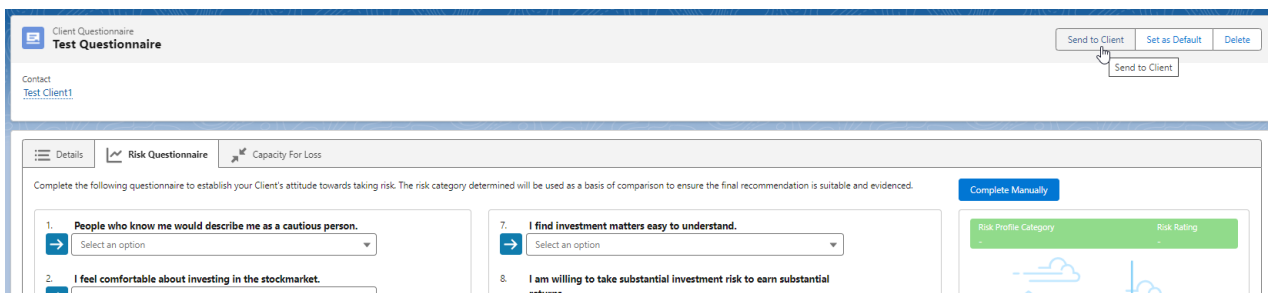 Client Questionnaire
Test Questionnaire
Send to Client
Set as Default
Delete
Send to Client
Contact
Test Client1
Details
Risk Questionnaire
Capacity For Loss
Complete the following questionnaire to establish your Client's attitude towards taking risk. The risk category determined will be used as a basis of comparison to ensure the final recommendation is suitable and evidenced.
Complete Manually
1. People who know me would describe me as a cautious person.
Select an option
2. I feel comfortable about investing in the stockmarket.
7. I find investment matters easy to understand.
Select an option
8. I am willing to take substantial investment risk to earn substantial
returns.
Risk Profile Category
Risk Rating
-
-